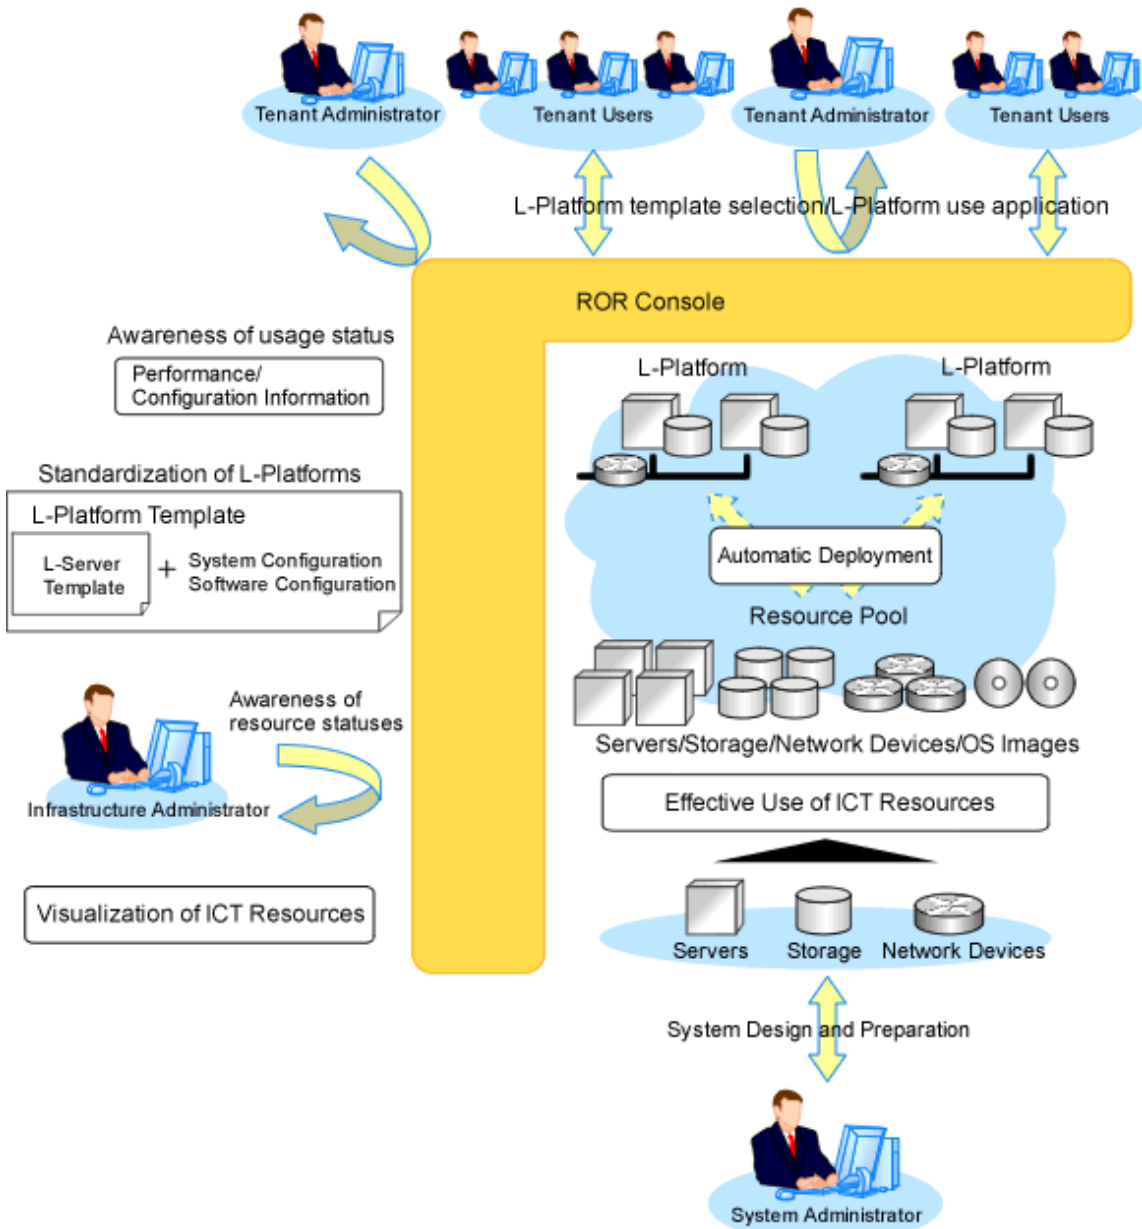 Tenant Administrator
Tenant Users
Tenant Administrator
Tenant Users
L-Platform template selection/L-Platform use application
ROR Console
Awareness of usage status
Performance/
Configuration Information
Standardization of L-Platforms
L-Platform Template
L-Server
Template
+
System Configuration
Software Configuration
L-Platform
L-Platform
Automatic Deployment
Resource Pool
Servers/Storage/Network Devices/OS Images
Awareness of
resource statuses
Infrastructure Administrator
Effective Use of ICT Resources
Visualization of ICT Resources
Servers
Storage
Network Devices
System Design and Preparation
System Administrator